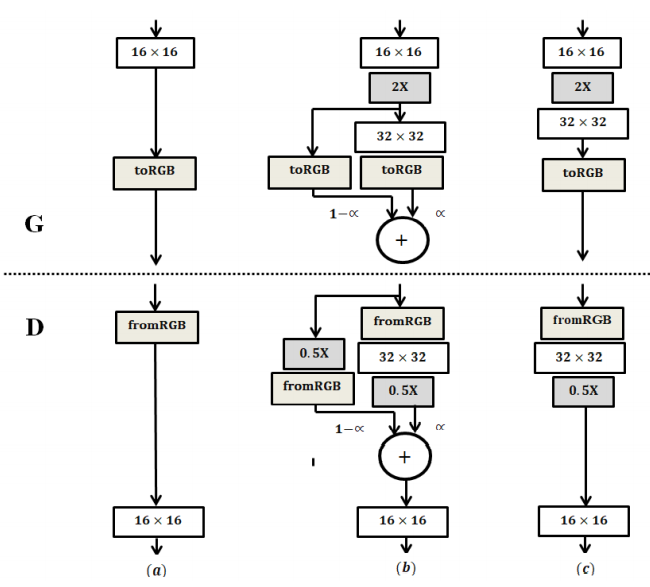 16 × 16
16 × 16
16 × 16
2X
2X
32 × 32
32 × 32
toRGB
toRGB
toRGB
toRGB
1−∝
∝
G
+
fromRGB
fromRGB
fromRGB
D
0.5X
32 × 32
32 × 32
fromRGB
0.5X
0.5X
1−∝
∝
+
16 × 16
16 × 16
16 × 16
(a)
(b)
(c)